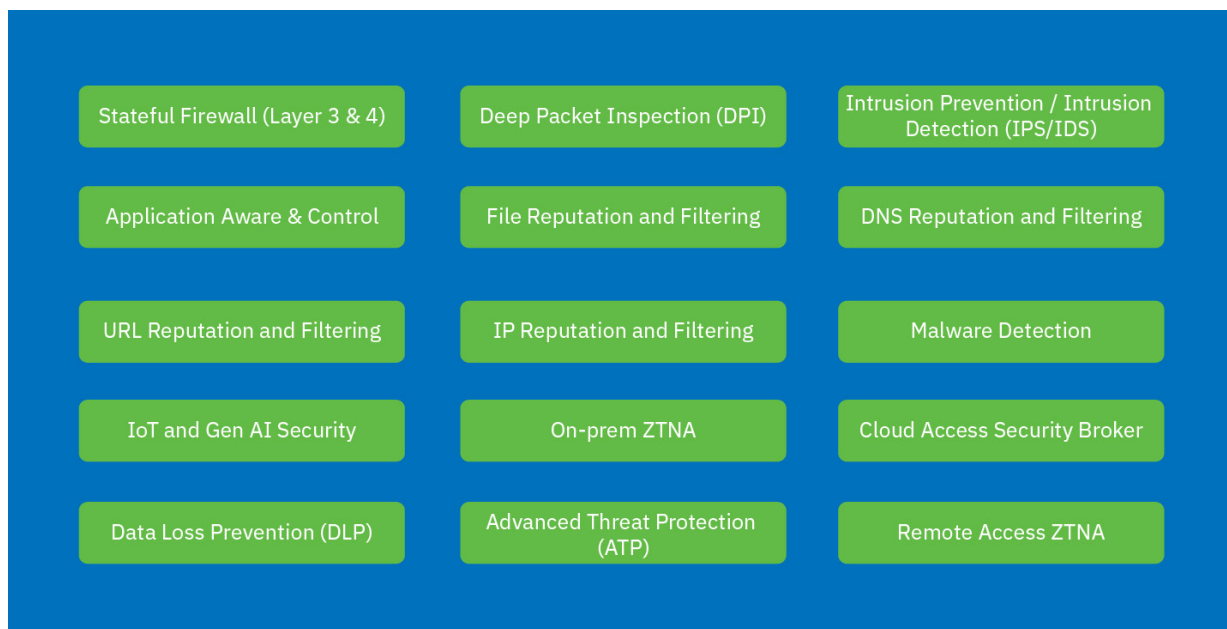 Stateful Firewall (Layer 3 & 4)
Deep Packet Inspection (DPI)
Intrusion Prevention / Intrusion
Detection (IPS/IDS)
Application Aware & Control
File Reputation and Filtering
DNS Reputation and Filtering
URL Reputation and Filtering
IP Reputation and Filtering
Malware Detection
IoT and Gen AI Security
On-prem ZTNA
Cloud Access Security Broker
Data Loss Prevention (DLP)
Advanced Threat Protection
(ATP)
Remote Access ZTNA